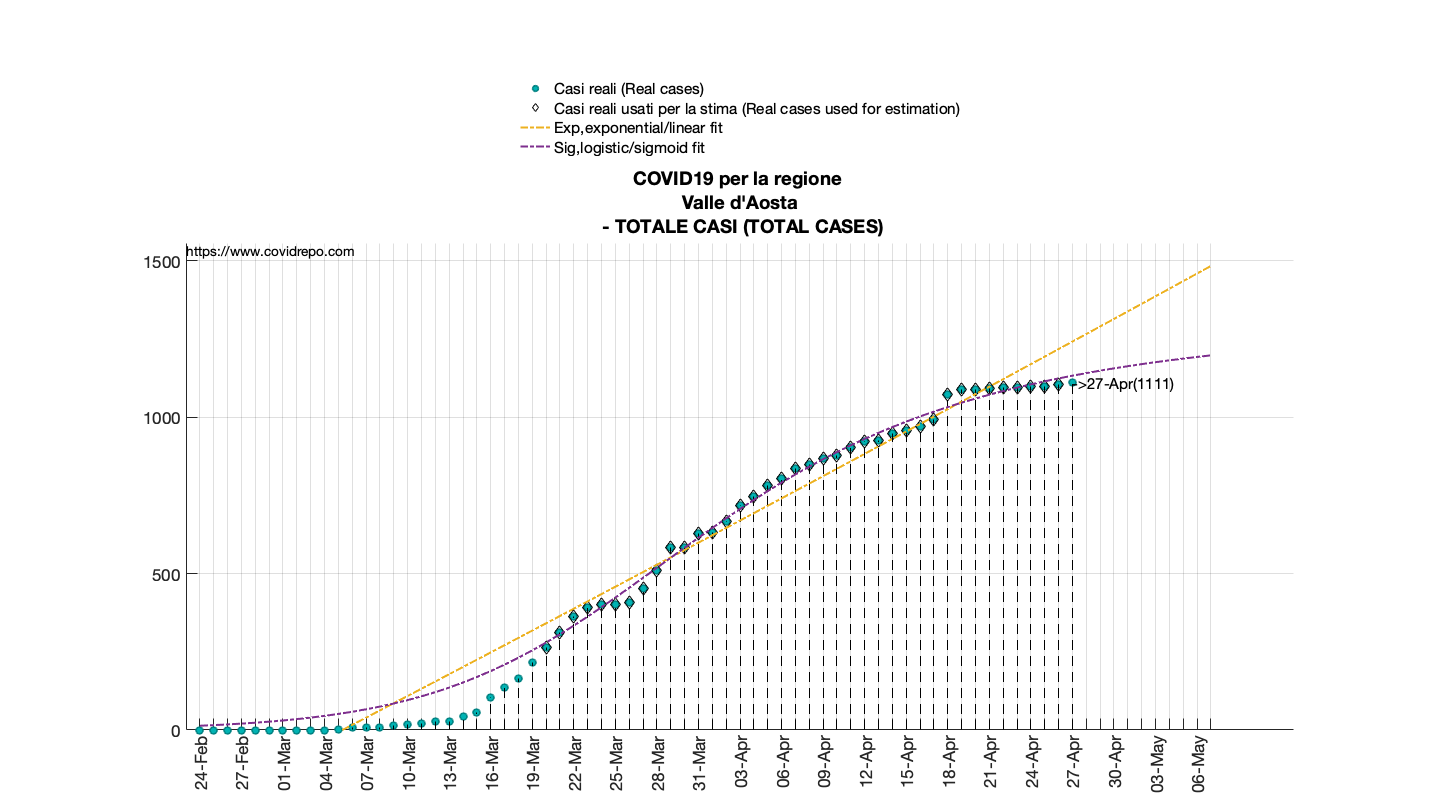 Casi reali (Real cases)
Casi reali usati per la stima (Real cases used for estimation)
Exp,exponential/linear fit
Sig,logistic/sigmoid fit
COVID19 per la regione
Valle d'Aosta
- TOTALE CASI (TOTAL CASES)
https://www.covidrepo.com
1500
1000
500
0
->27-Apr(1111)
24-Feb
27-Feb
01-Mar
04-Mar
07-Mar
10-Mar
13-Mar
16-Mar
19-Mar
22-Mar
25-Mar
28-Mar
31-Mar
03-Apr
06-Apr
09-Apr
12-Apr
15-Apr
18-Apr
21-Apr
24-Apr
27-Apr
30-Apr
03-May
06-May